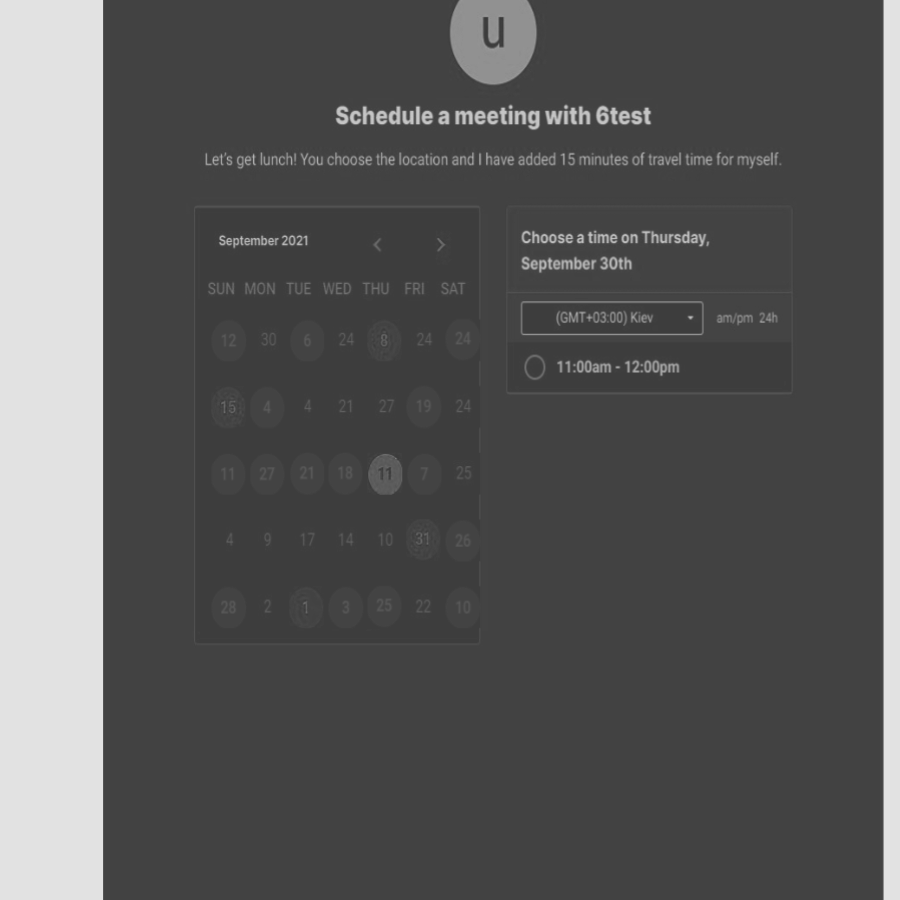 u
Schedule a meeting with 6test
Let's get lunch! You choose the location and I have added 15 minutes of travel time for myself.
September 2021
SUN MON TUE WED THU FRI SAT
12 30 6 24 8 24 24
15 4 4 21 27 19 24
11 27 21 18 11 7 25
4 9 17 14 10 31 26
28 2 1 3 25 22 10
Choose a time on Thursday,
September 30th
(GMT+03:00) Kiev am/pm 24h
11:00am - 12:00pm